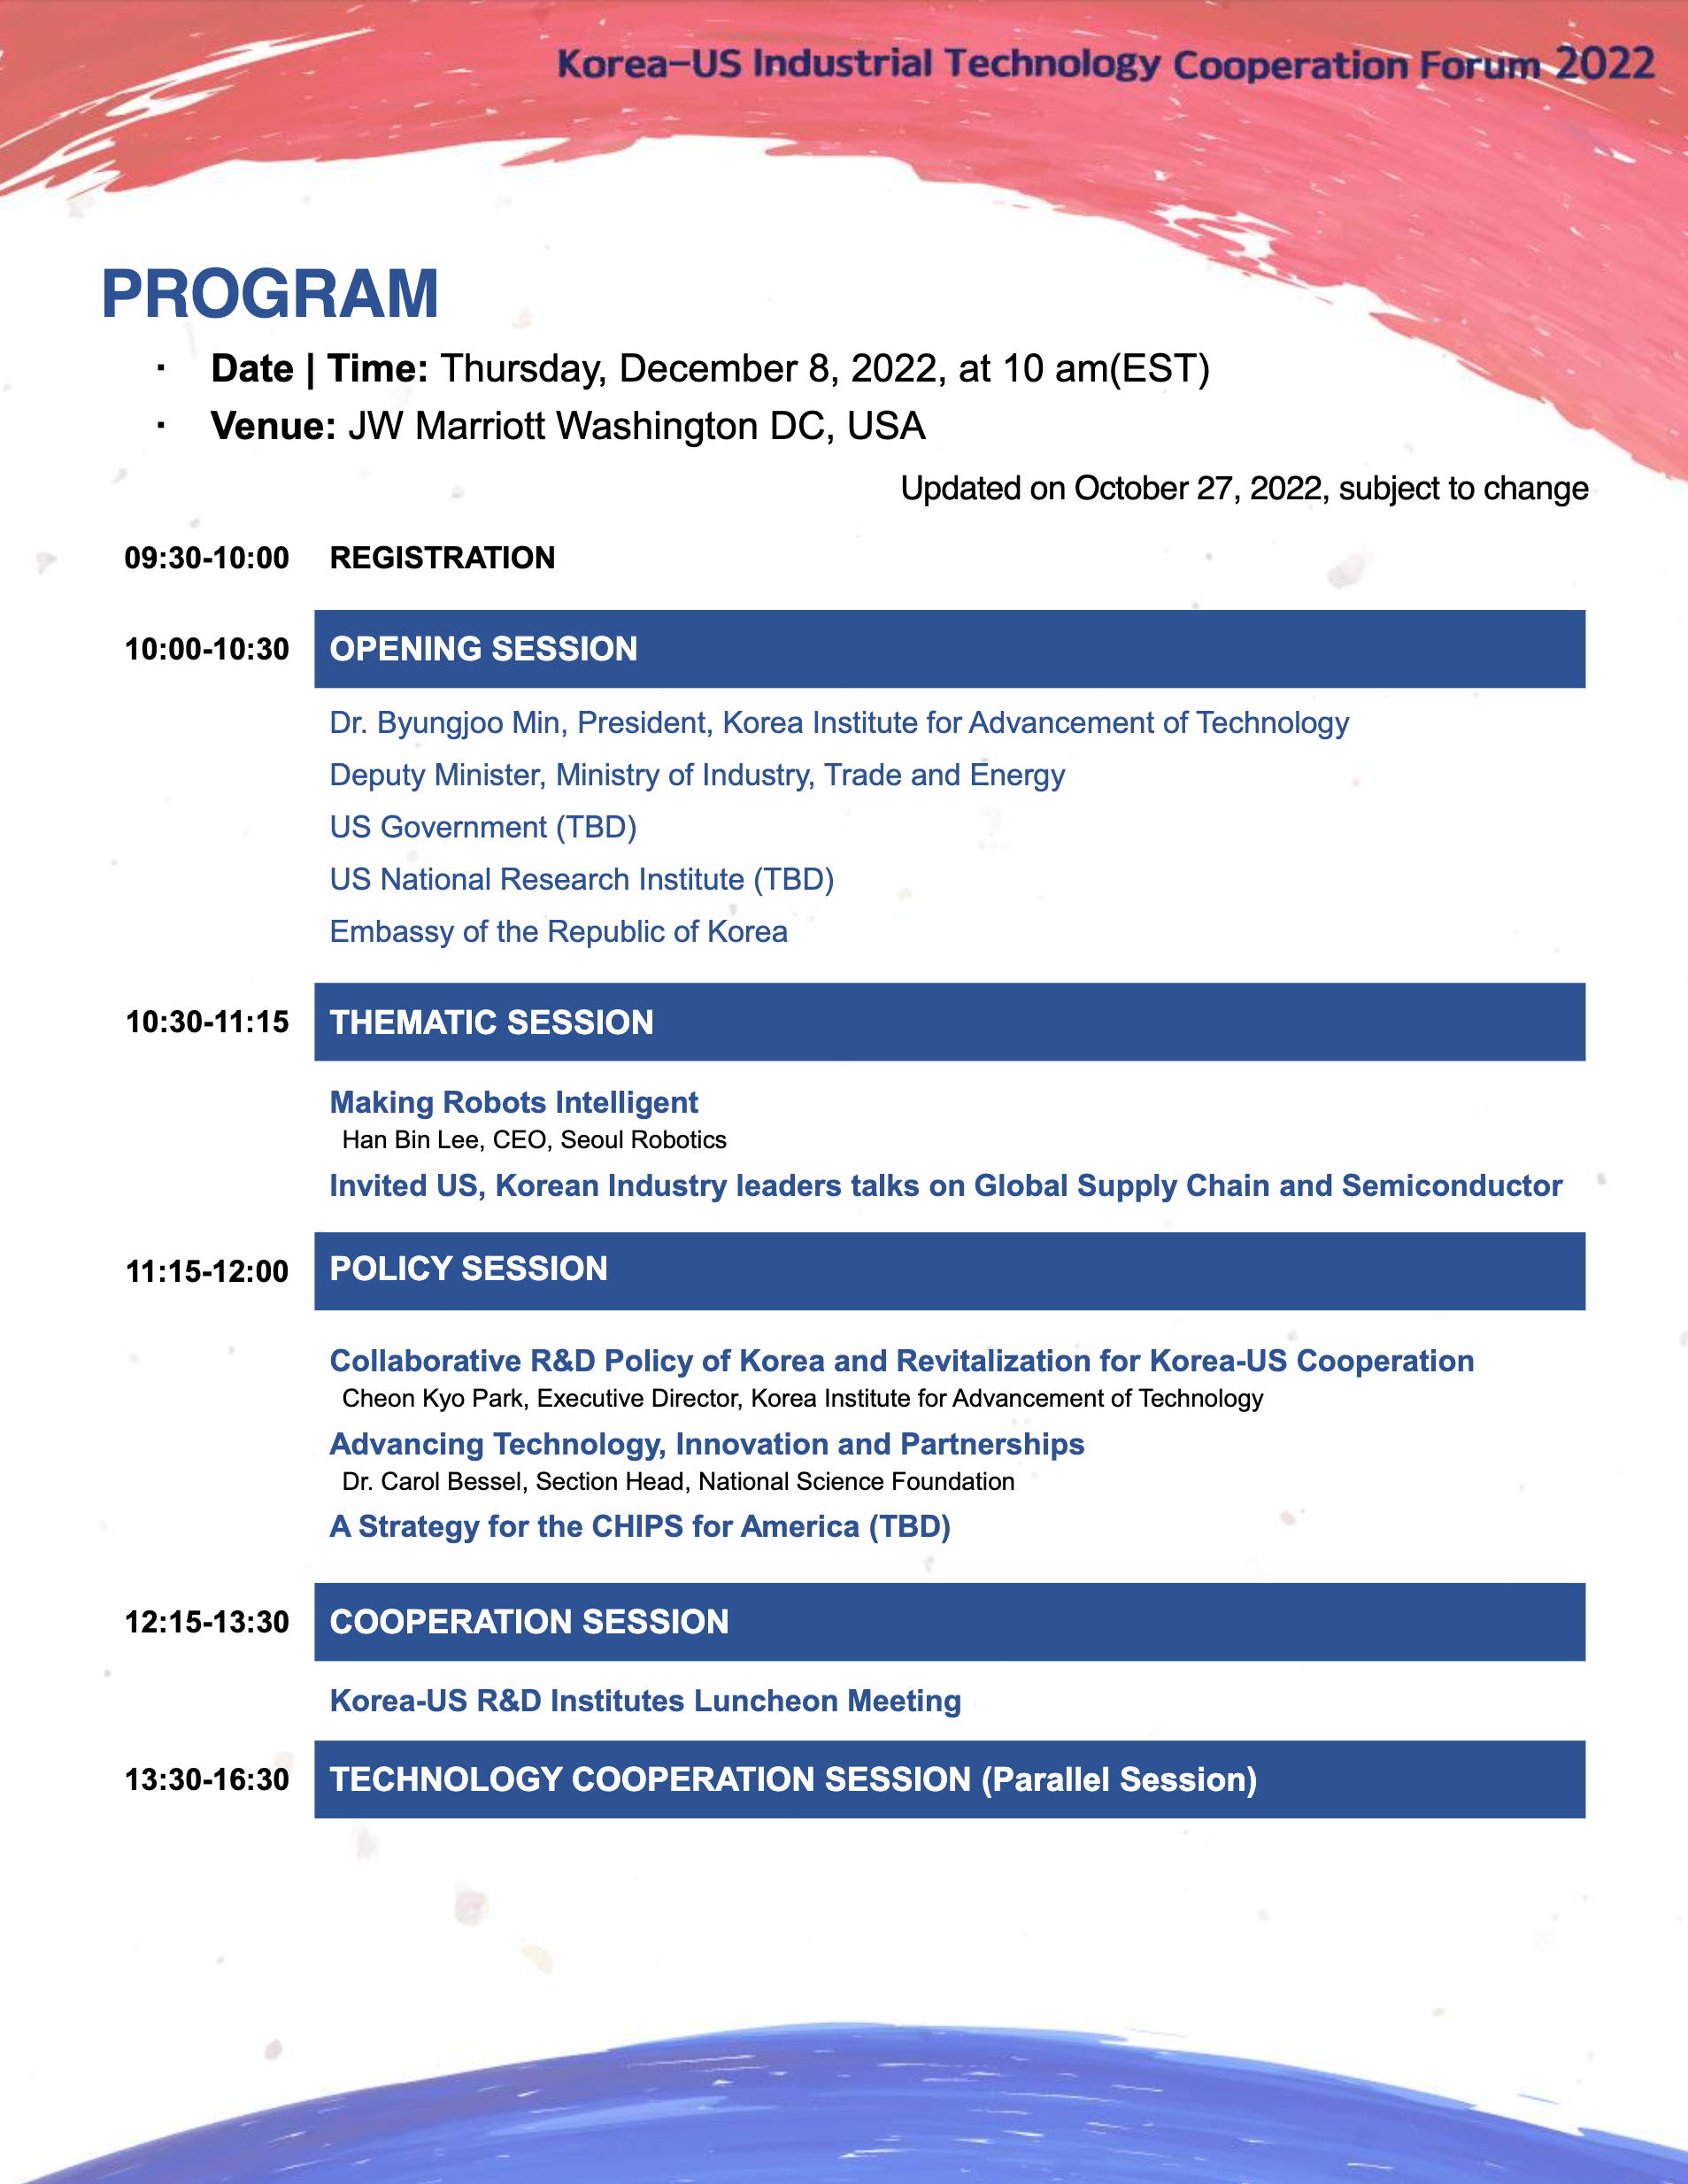 Korea-US Industrial Technology Cooperation Forum 2022
PROGRAM
· Date | Time: Thursday, December 8, 2022, at 10 am(EST)
· Venue: JW Marriott Washington DC, USA
Updated on October 27, 2022, subject to change
09:30-10:00 REGISTRATION
10:00-10:30 OPENING SESSION
Dr. Byungjoo Min, President, Korea Institute for Advancement of Technology
Deputy Minister, Ministry of Industry, Trade and Energy
US Government (TBD)
US National Research Institute (TBD)
Embassy of the Republic of Korea
10:30-11:15 THEMATIC SESSION
Making Robots Intelligent
Han Bin Lee, CEO, Seoul Robotics
Invited US, Korean Industry leaders talks on Global Supply Chain and Semiconductor
11:15-12:00 POLICY SESSION
Collaborative R&D Policy of Korea and Revitalization for Korea-US Cooperation
Cheon Kyo Park, Executive Director, Korea Institute for Advancement of Technology
Advancing Technology, Innovation and Partnerships
Dr. Carol Bessel, Section Head, National Science Foundation
A Strategy for the CHIPS for America (TBD)
12:15-13:30 COOPERATION SESSION
Korea-US R&D Institutes Luncheon Meeting
13:30-16:30 TECHNOLOGY COOPERATION SESSION (Parallel Session)